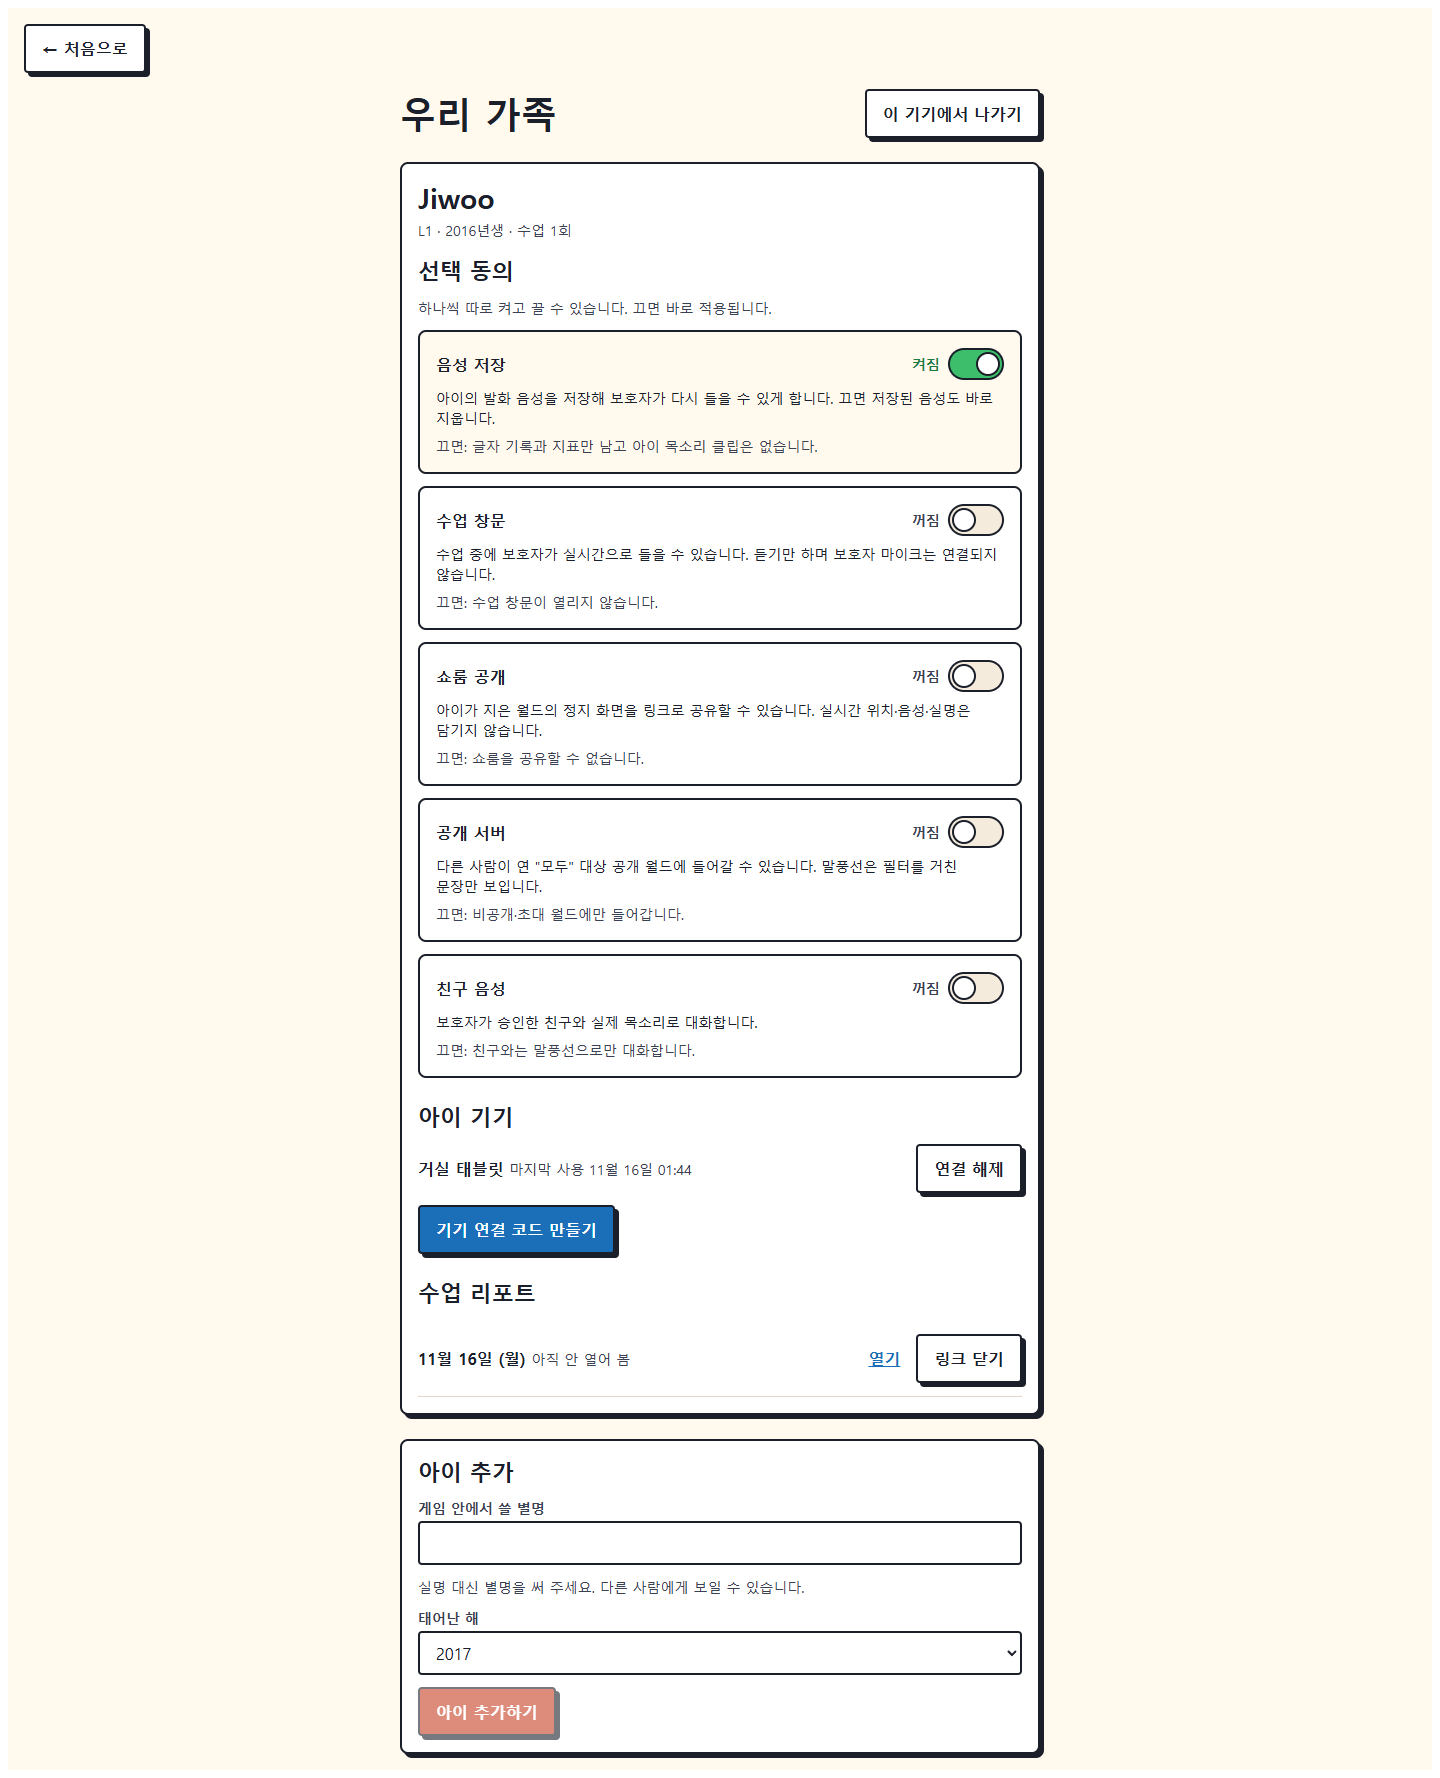 ← 처음으로
우리 가족
이 기기에서 나가기
Jiwoo
L1 · 2016년생 · 수업 1회
선택 동의
하나씩 따로 켜고 끌 수 있습니다. 끄면 바로 적용됩니다.
음성 저장
켜짐
아이의 발화 음성을 저장해 보호자가 다시 들을 수 있게 합니다. 끄면 저장된 음성도 바로
지웁니다.
끄면: 글자 기록과 지표만 남고 아이 목소리 클립은 없습니다.
수업 창문
꺼짐
수업 중에 보호자가 실시간으로 들을 수 있습니다. 듣기만 하며 보호자 마이크는 연결되지
않습니다.
끄면: 수업 창문이 열리지 않습니다.
쇼룸 공개
꺼짐
아이가 지은 월드의 정지 화면을 링크로 공유할 수 있습니다. 실시간 위치·음성·실명은
담기지 않습니다.
끄면: 쇼룸을 공유할 수 없습니다.
공개 서버
꺼짐
다른 사람이 연 "모두" 대상 공개 월드에 들어갈 수 있습니다. 말풍선은 필터를 거친
문장만 보입니다.
끄면: 비공개·초대 월드에만 들어갑니다.
친구 음성
꺼짐
보호자가 승인한 친구와 실제 목소리로 대화합니다.
끄면: 친구와는 말풍선으로만 대화합니다.
아이 기기
거실 태블릿 마지막 사용 11월 16일 01:44
연결 해제
기기 연결 코드 만들기
수업 리포트
11월 16일 (월) 아직 안 열어 봄
열기
링크 닫기
아이 추가
게임 안에서 쓸 별명
실명 대신 별명을 써 주세요. 다른 사람에게 보일 수 있습니다.
태어난 해
2017
아이 추가하기